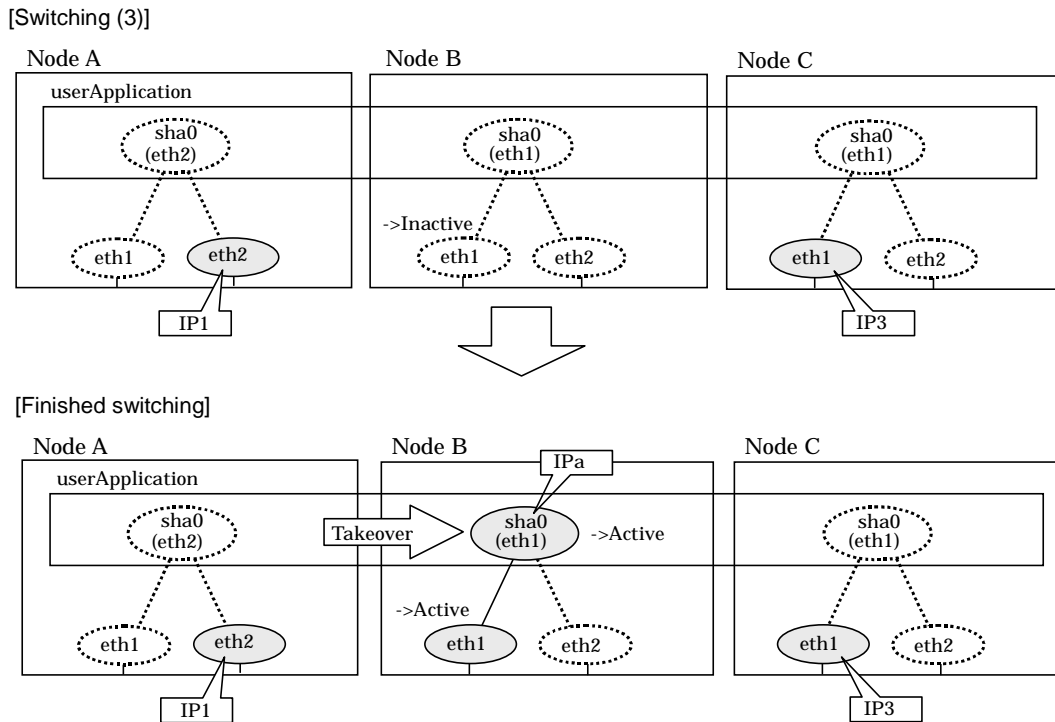 [Switching (3)]
Node A
Node B
Node C
userApplication
sha0
(eth2)
sha0
(eth1)
sha0
(eth1)
->Inactive
eth1
eth2
eth1
eth2
eth1
eth2
IP1
IP3
[Finished switching]
Node A
Node B
Node C
IPa
userApplication
sha0
(eth2)
Takeover
sha0
(eth1)
->Active
sha0
(eth1)
->Active
eth1
eth2
eth1
eth2
eth1
eth2
IP1
IP3